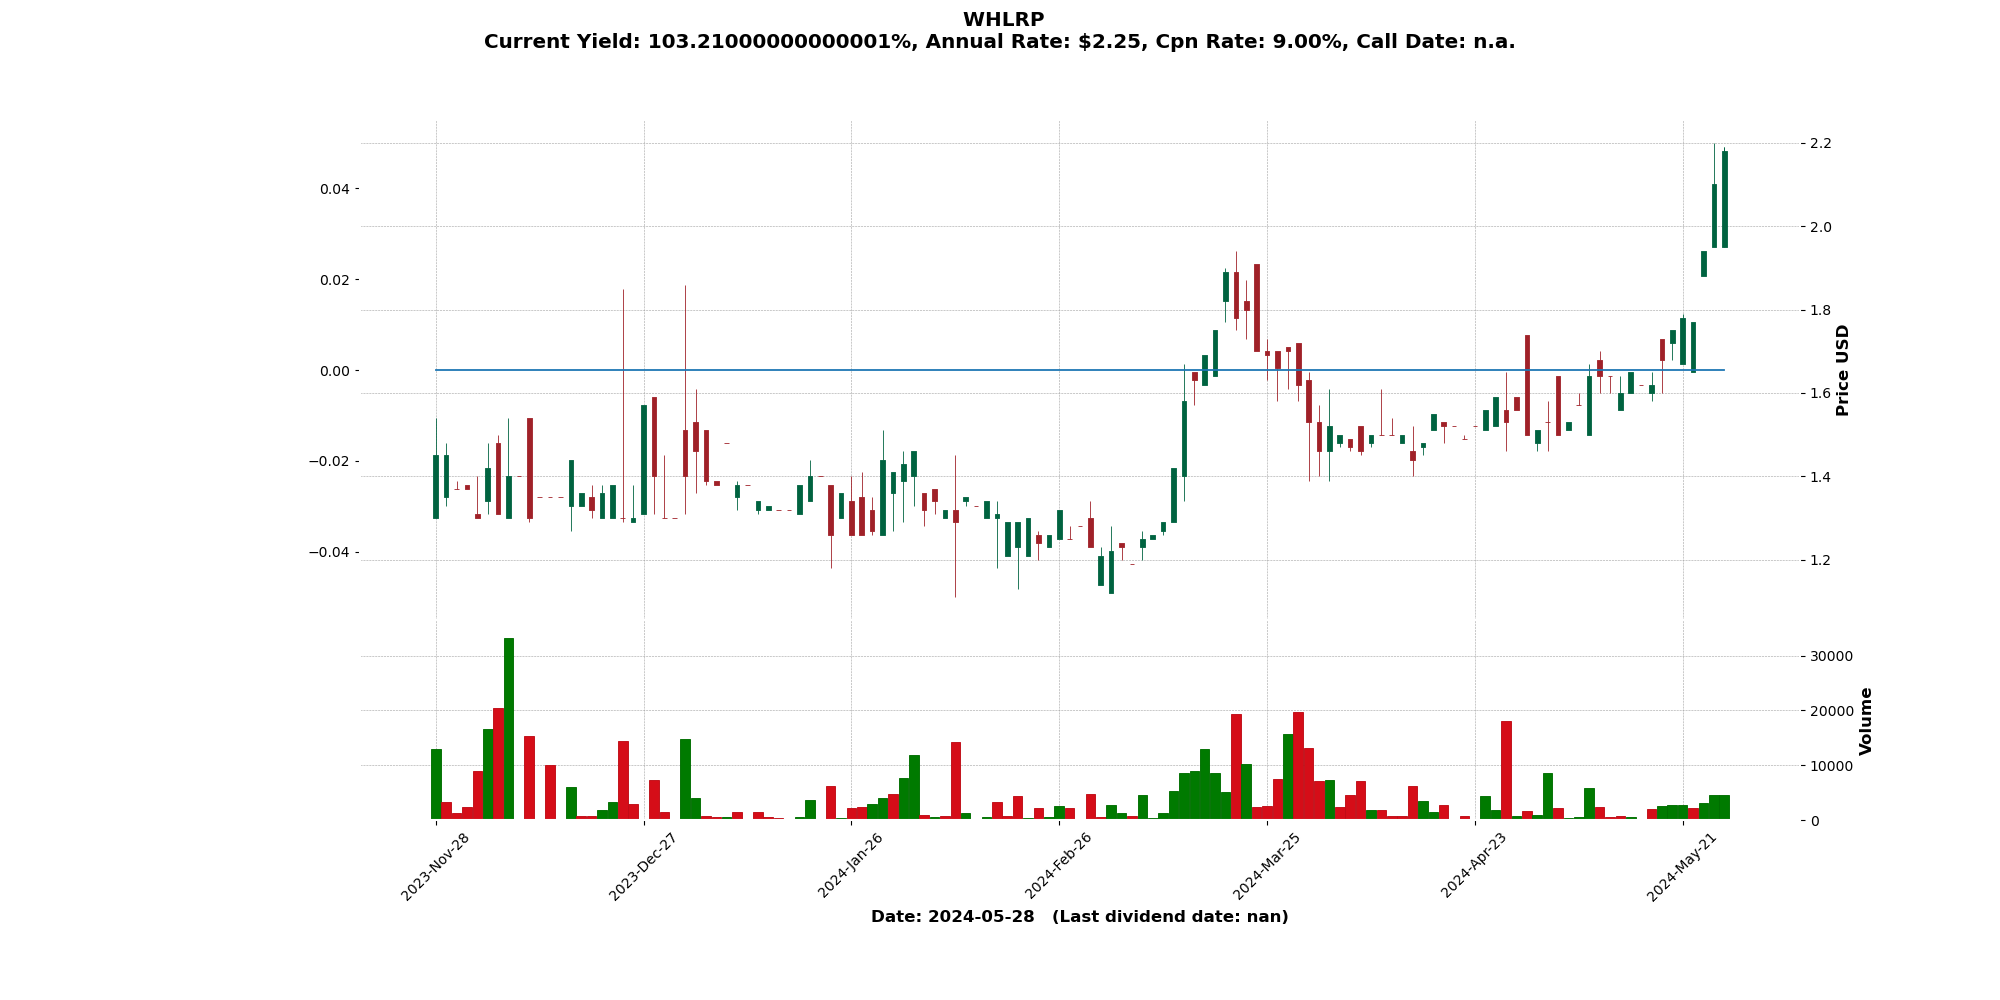 WHLRP
Current Yield: 103.21000000000001%, Annual Rate: $2.25, Cpn Rate: 9.00%, Call Date: n.a.
0.04
0.02
0.00
−0.02
−0.04
2.2
2.0
1.8
1.6
1.4
1.2
Price USD
30000
20000
10000
0
Volume
2023-Nov-28
2023-Dec-27
2024-Jan-26
2024-Feb-26
2024-Mar-25
2024-Apr-23
2024-May-21
Date: 2024-05-28   (Last dividend date: nan)